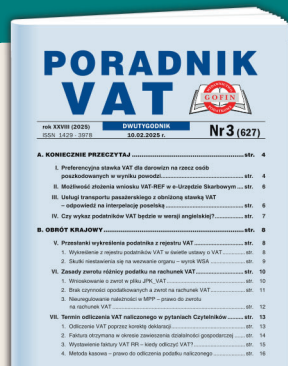 PORADNIK
VAT
GOFIN
rok XXVIII (2025)
ISSN 1429 - 3978
DWUTYGODNIK
10.02.2025 r.
Nr 3 (627)
A. KONIECZNIE PRZECZYTAJ str. 4
I. Preferencyjna stawka VAT dla darowizn na rzecz osób
poszkodowanych w wyniku powodzi... str. 4
II. Możliwość złożenia wniosku VAT-REF w e-Urzędzie Skarbowym ... str. 6
III. Usługi transportu pasażerskiego z obniżoną stawką VAT
– odpowiedź na interpelację poselską str. 6
IV. Czy wykaz podatników VAT będzie w wersji angielskiej? str. 7
B. OBRÓT KRAJOWY str. 8
V. Przesłanki wykreślenia podatnika z rejestru VAT str. 8
1. Wykreślenie z rejestru podatników VAT w świetle ustawy o VAT str. 8
2. Skutki niestawienia się na wezwanie organu – wyrok WSA str. 9
VI. Zasady zwrotu różnicy podatku na rachunek VAT str. 10
1. Wnioskowanie o zwrot w pliku JPK_VAT str. 10
2. Brak czynności opodatkowanych a zwrot na rachunek VAT str. 11
3. Nieuregulowanie należności w MPP – prawo do zwrotu
na rachunek VAT str. 12
VII. Termin odliczenia VAT naliczonego w pytaniach Czytelników str. 13
1. Odliczenie VAT poprzez korektę deklaracji str. 13
2. Faktura otrzymana w okresie zawieszenia działalności gospodarczej str. 14
3. Wystawienie faktury VAT RR – kiedy odliczyć VAT? str. 15
4. Metoda kasowa – prawo do odliczenia podatku naliczonego str. 16